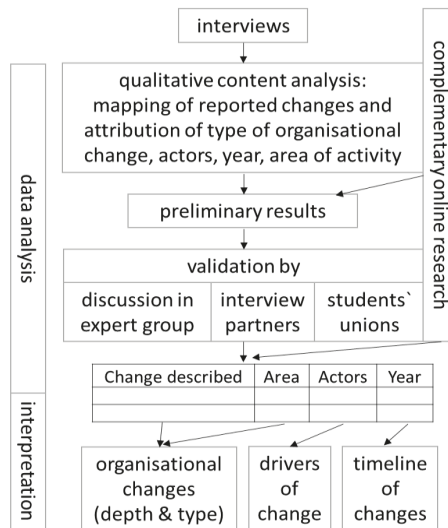 interviews
qualitative content analysis:
mapping of reported changes and
attribution of type of organisational
change, actors, year, area of activity
complementary online research
data analysis
preliminary results
validation by
discussion in
expert group
interview
partners
students`
unions
Change described Area Actors Year
interpretation
organisational
changes
(depth & type)
drivers
of
change
timeline
of
changes